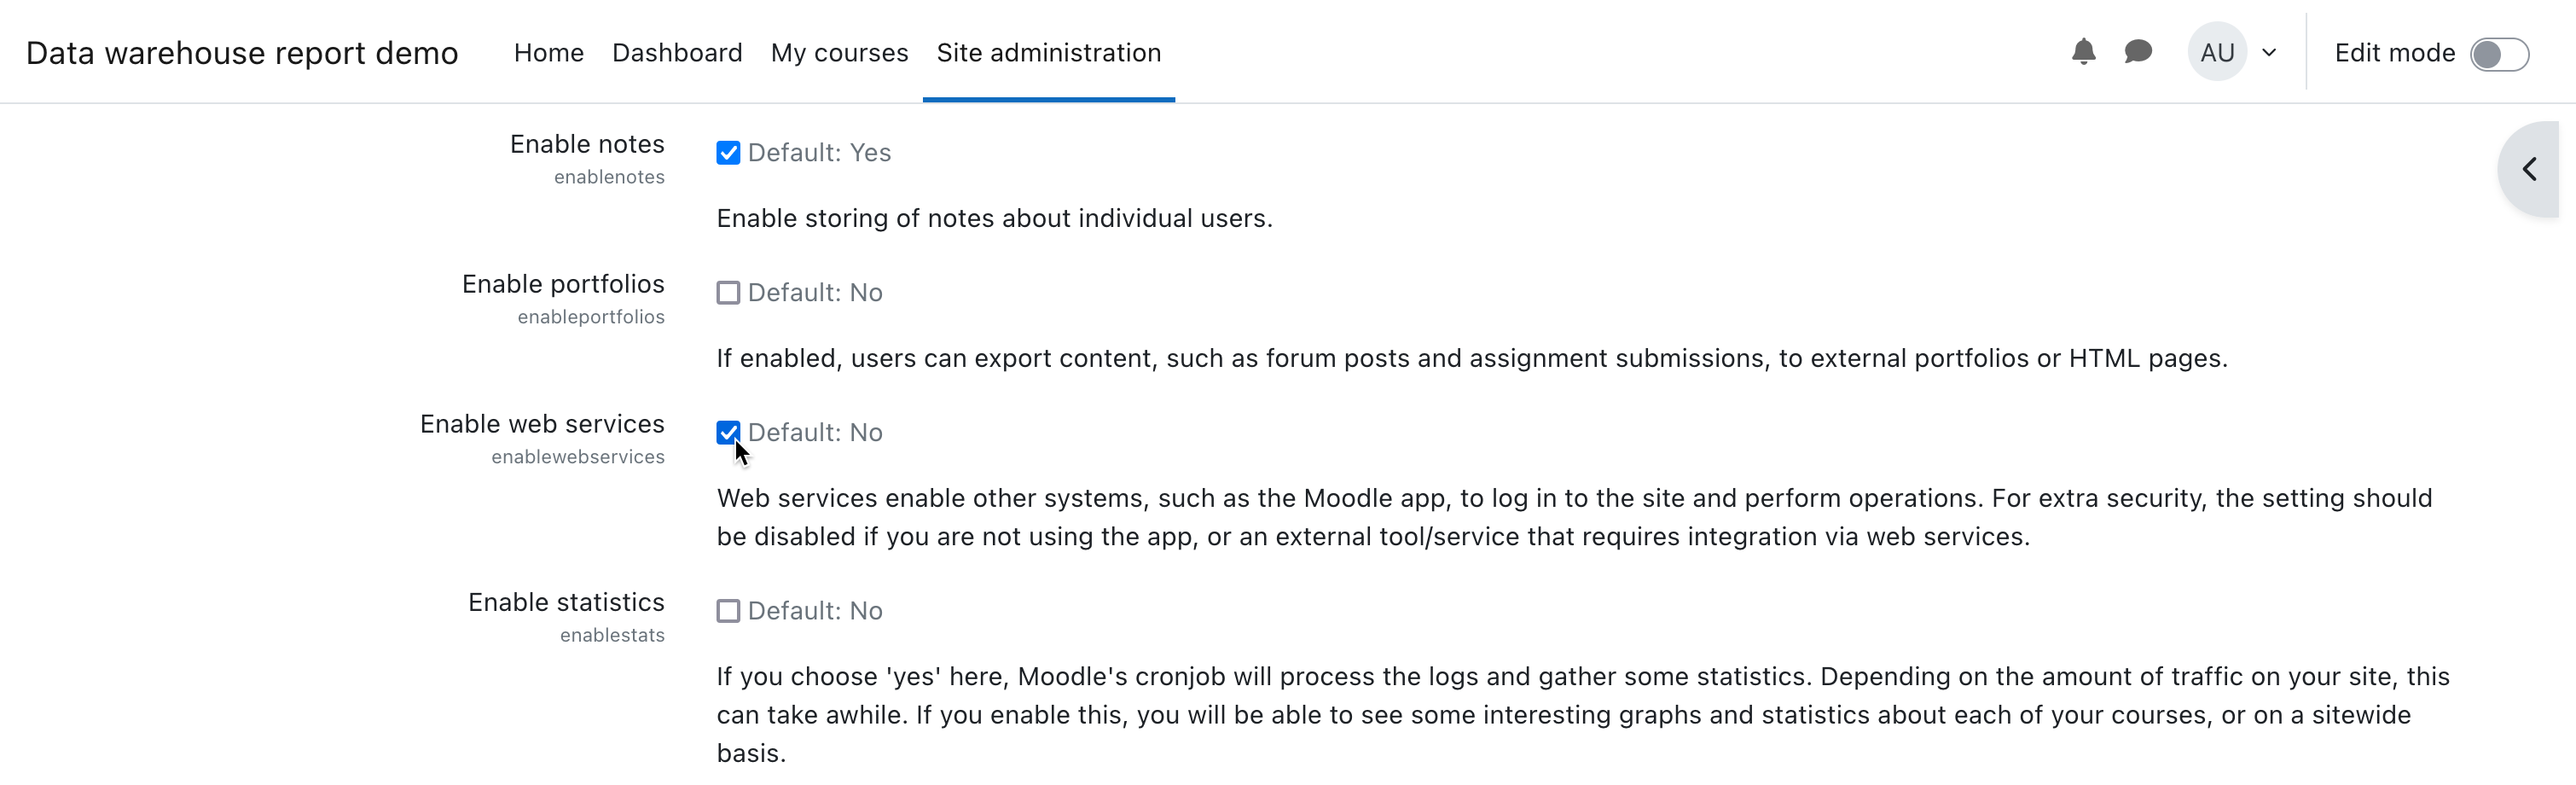 Data warehouse report demo Home Dashboard My courses Site administration AU Edit mode
Enable notes Default: Yes
enablenotes
Enable storing of notes about individual users.
Enable portfolios Default: No
enableportfolios
If enabled, users can export content, such as forum posts and assignment submissions, to external portfolios or HTML pages.
Enable web services Default: No
enablewebservices
Web services enable other systems, such as the Moodle app, to log in to the site and perform operations. For extra security, the setting should
be disabled if you are not using the app, or an external tool/service that requires integration via web services.
Enable statistics Default: No
enablestats
If you choose 'yes' here, Moodle's cronjob will process the logs and gather some statistics. Depending on the amount of traffic on your site, this
can take awhile. If you enable this, you will be able to see some interesting graphs and statistics about each of your courses, or on a sitewide
basis.